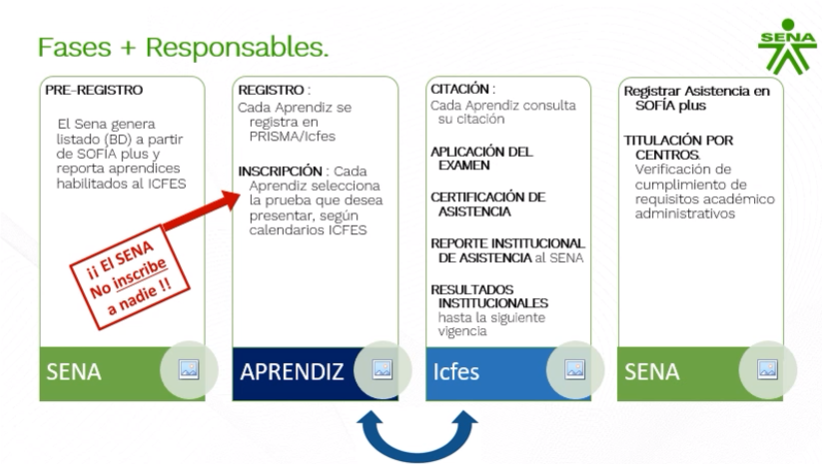 Fases + Responsables.
SENA
PRE-REGISTRO
El Sena genera
listado (BD) a partir
de SOFÍA plus y
reporta aprendices
habilitados al ICFES
¡¡ El SENA
No inscribe
a nadie !!
SENA
REGISTRO :
Cada Aprendiz se
registra en
PRISMA/Icfes
INSCRIPCIÓN : Cada
Aprendiz selecciona
la prueba que desea
presentar, según
calendarios ICFES
APRENDIZ
CITACIÓN :
Cada Aprendiz consulta
su citación
APLICACIÓN DEL
EXAMEN
CERTIFICACIÓN DE
ASISTENCIA
REPORTE INSTITUCIONAL
DE ASISTENCIA al SENA
RESULTADOS
INSTITUCIONALES
hasta la siguiente
vigencia
Icfes
Registrar Asistencia en
SOFÍA plus
TITULACIÓN POR
CENTROS.
Verificación de
cumplimiento de
requisitos académico
administrativos
SENA